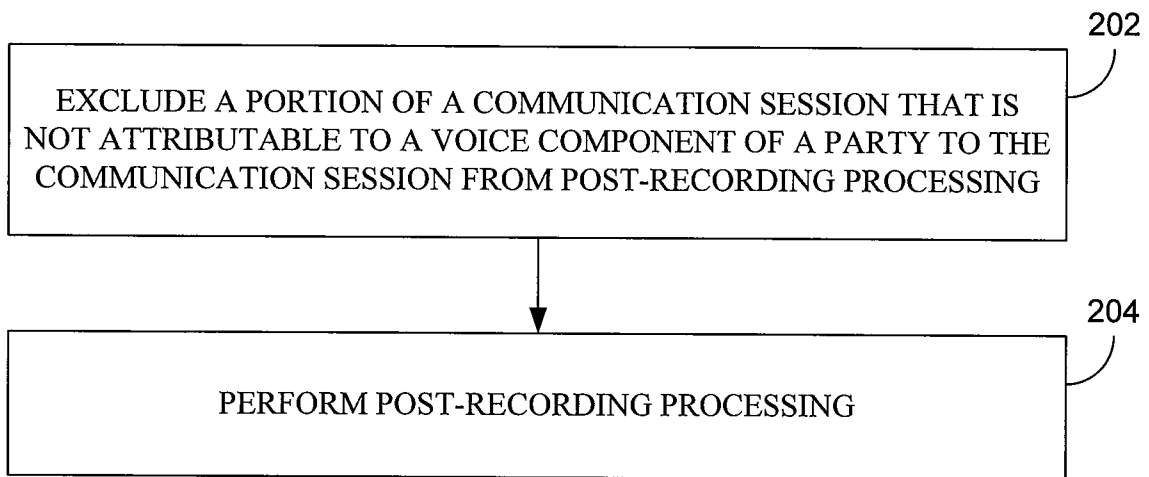 202
EXCLUDE A PORTION OF A COMMUNICATION SESSION THAT IS
NOT ATTRIBUTABLE TO A VOICE COMPONENT OF A PARTY TO THE
COMMUNICATION SESSION FROM POST-RECORDING PROCESSING
204
PERFORM POST-RECORDING PROCESSING